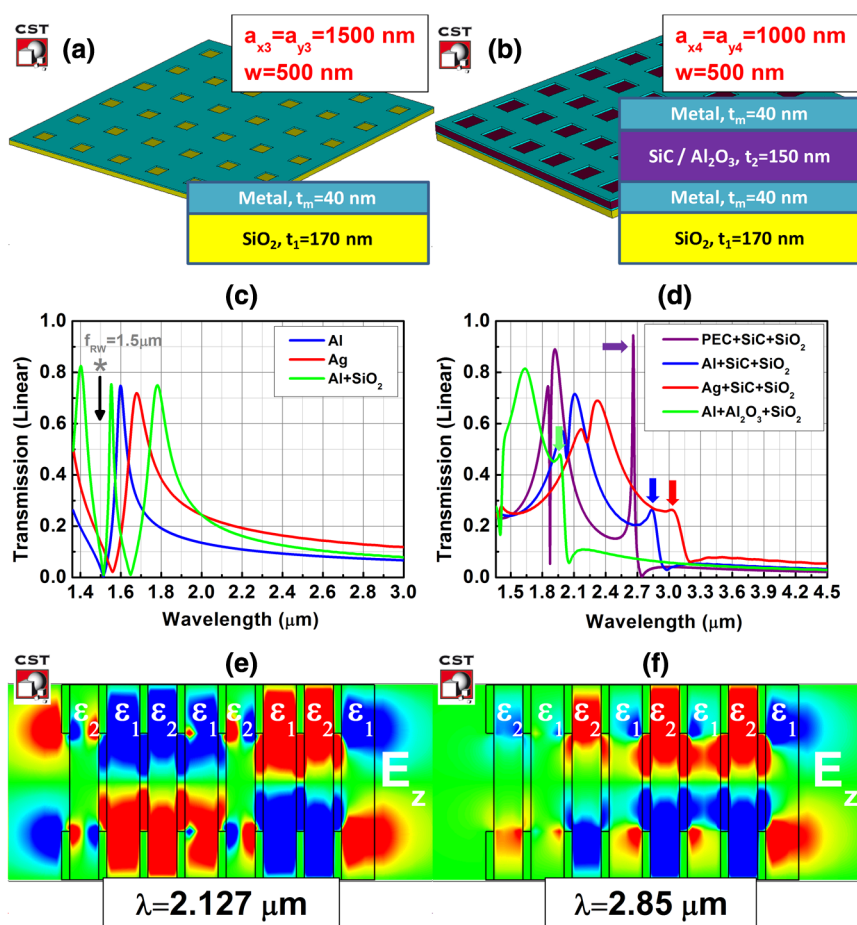 CST
(a)
aₓ₃=aᵧ₃=1500 nm
w=500 nm
Metal, tₘ=40 nm
SiO₂, t₁=170 nm
CST
(b)
aₓ₄=aᵧ₄=1000 nm
w=500 nm
Metal, tₘ=40 nm
SiC / Al₂O₃, t₂=150 nm
Metal, tₘ=40 nm
SiO₂, t₁=170 nm
(c)
Transmission (Linear)
1.0
0.8
0.6
0.4
0.2
0.0
f_RW=1.5μm
*
Al
Ag
Al+SiO₂
1.4 1.6 1.8 2.0 2.2 2.4 2.6 2.8 3.0
Wavelength (μm)
(d)
Transmission (Linear)
1.0
0.8
0.6
0.4
0.2
0.0
PEC+SiC+SiO₂
Al+SiC+SiO₂
Ag+SiC+SiO₂
Al+Al₂O₃+SiO₂
1.5 1.8 2.1 2.4 2.7 3.0 3.3 3.6 3.9 4.2 4.5
Wavelength (μm)
CST
(e)
ε₂ ε₁ ε₂ ε₁ ε₂ ε₁ ε₂ ε₁
E_z
λ=2.127 μm
CST
(f)
ε₂ ε₁ ε₂ ε₁ ε₂ ε₁ ε₂ ε₁
E_z
λ=2.85 μm